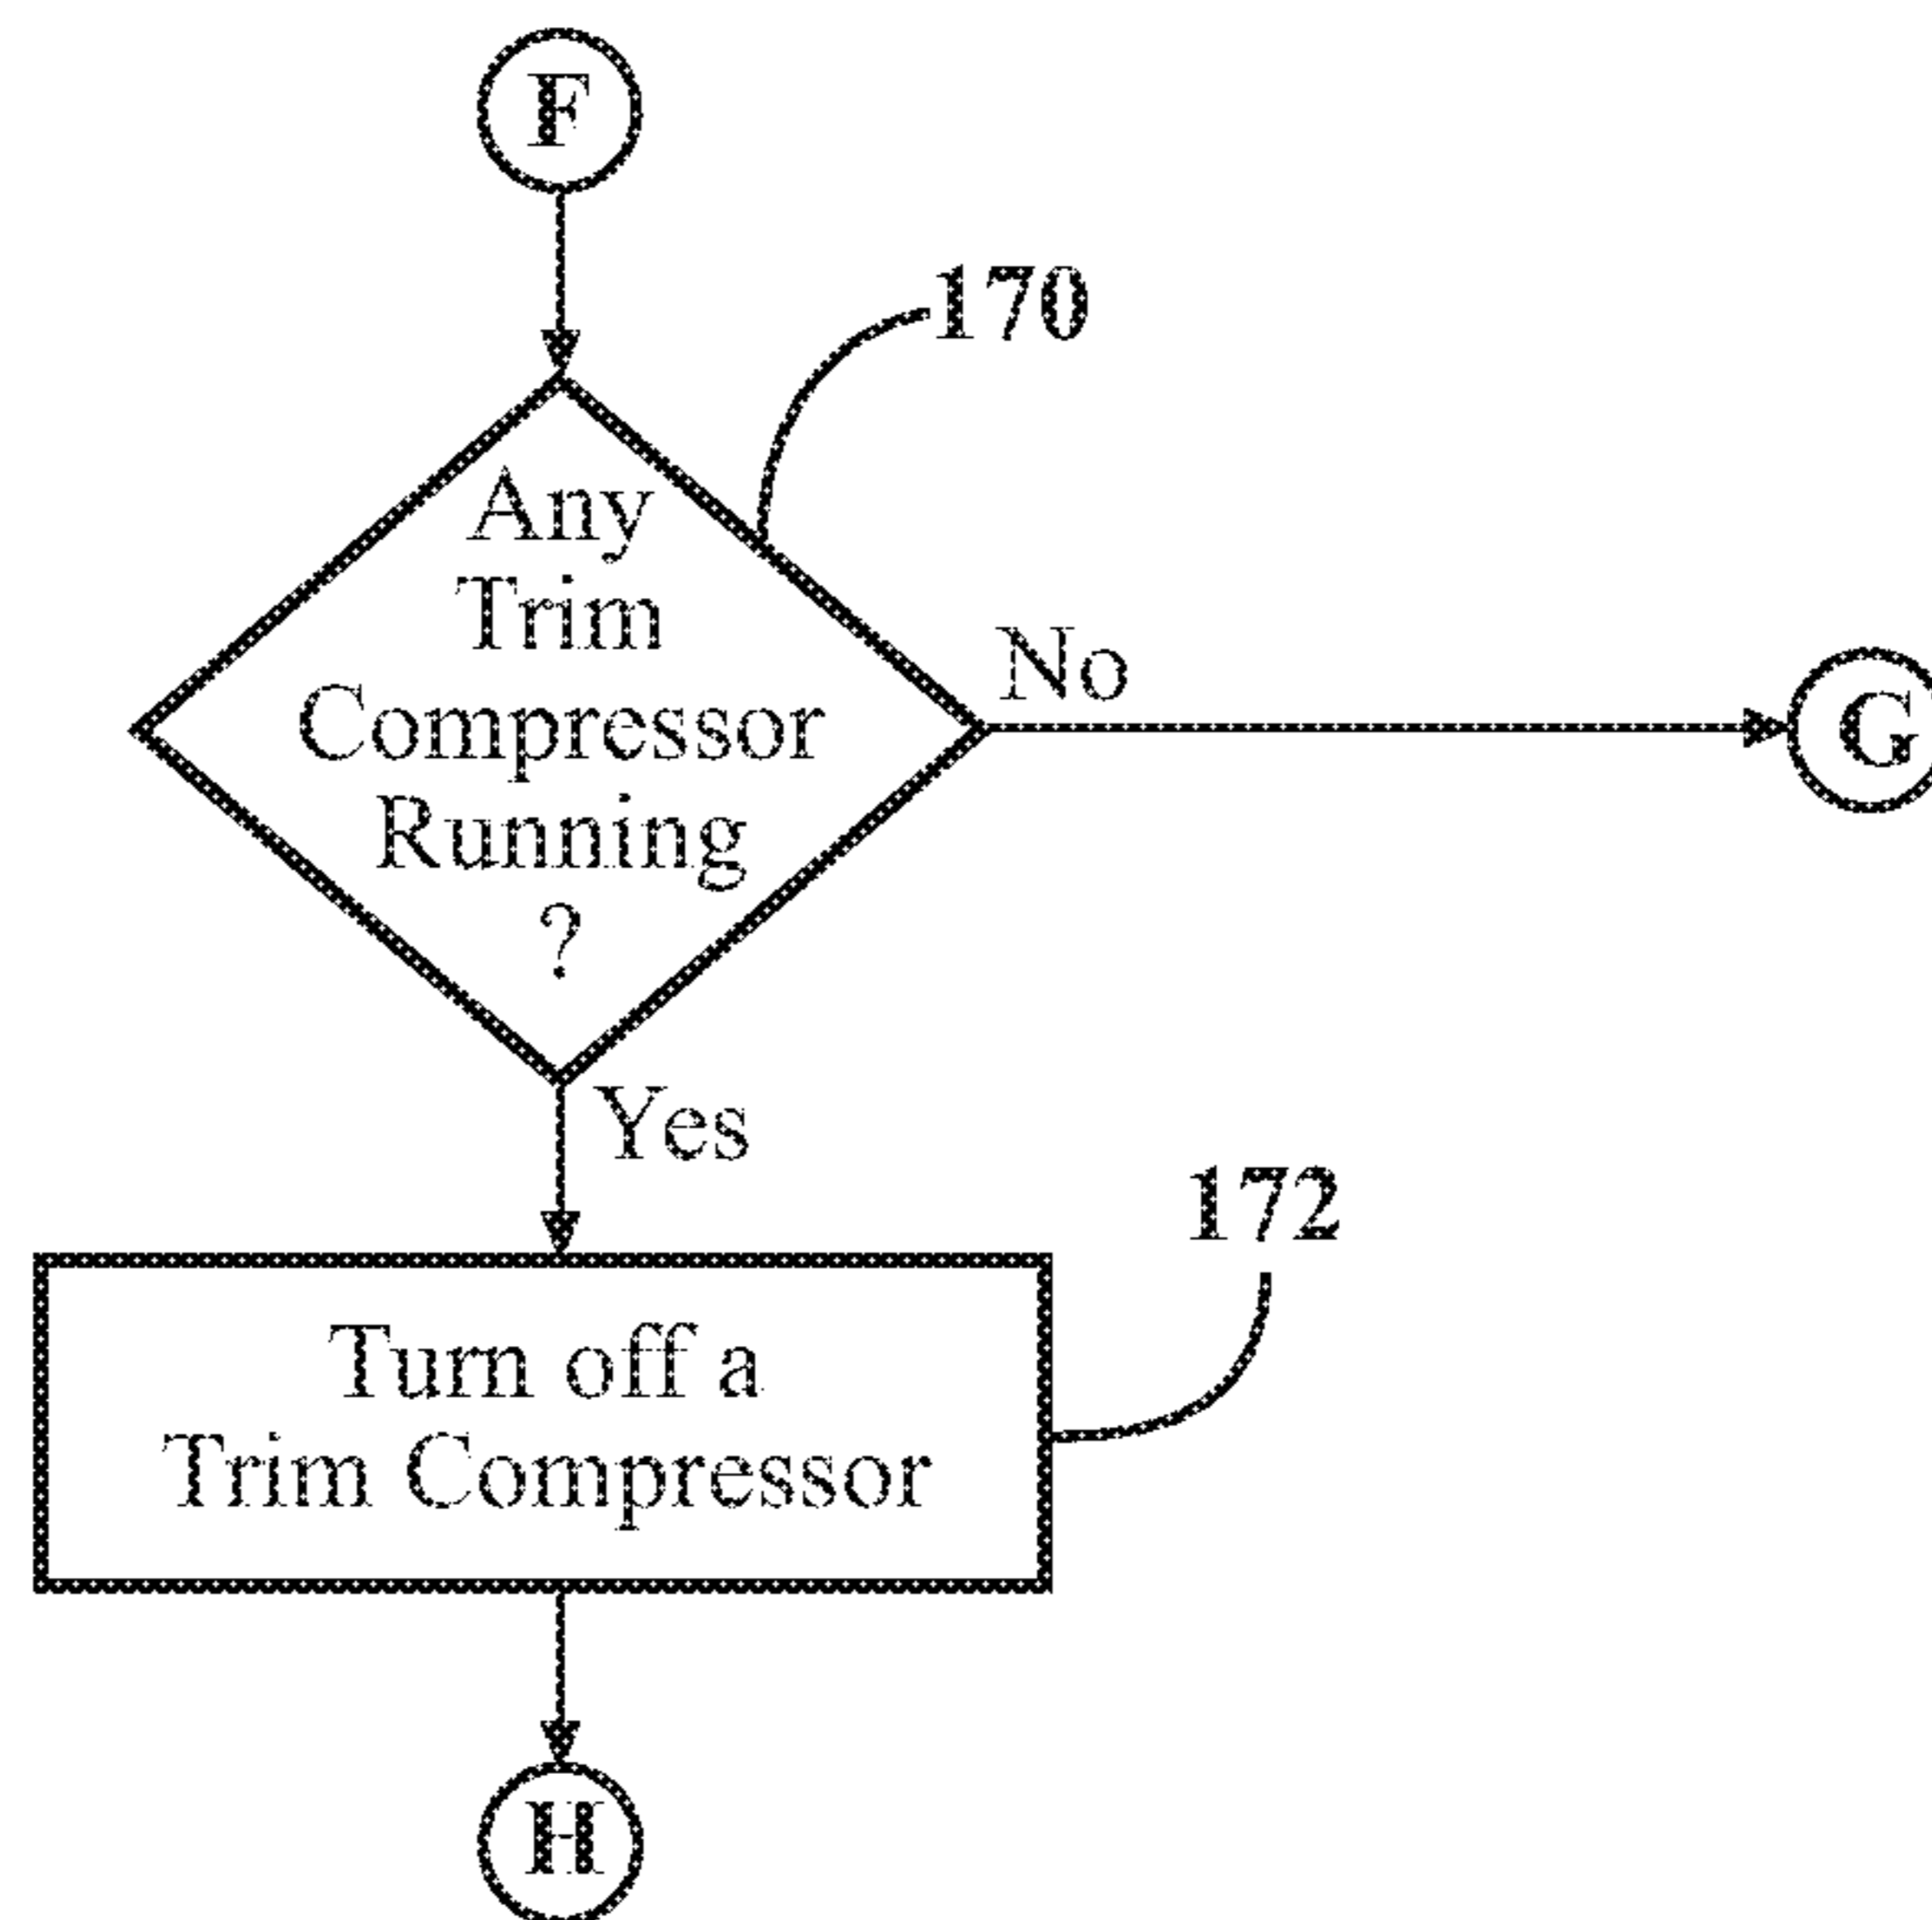 F
170
Any
Trim
Compressor
Running
?
No
G
Yes
172
Turn off a
Trim Compressor
H